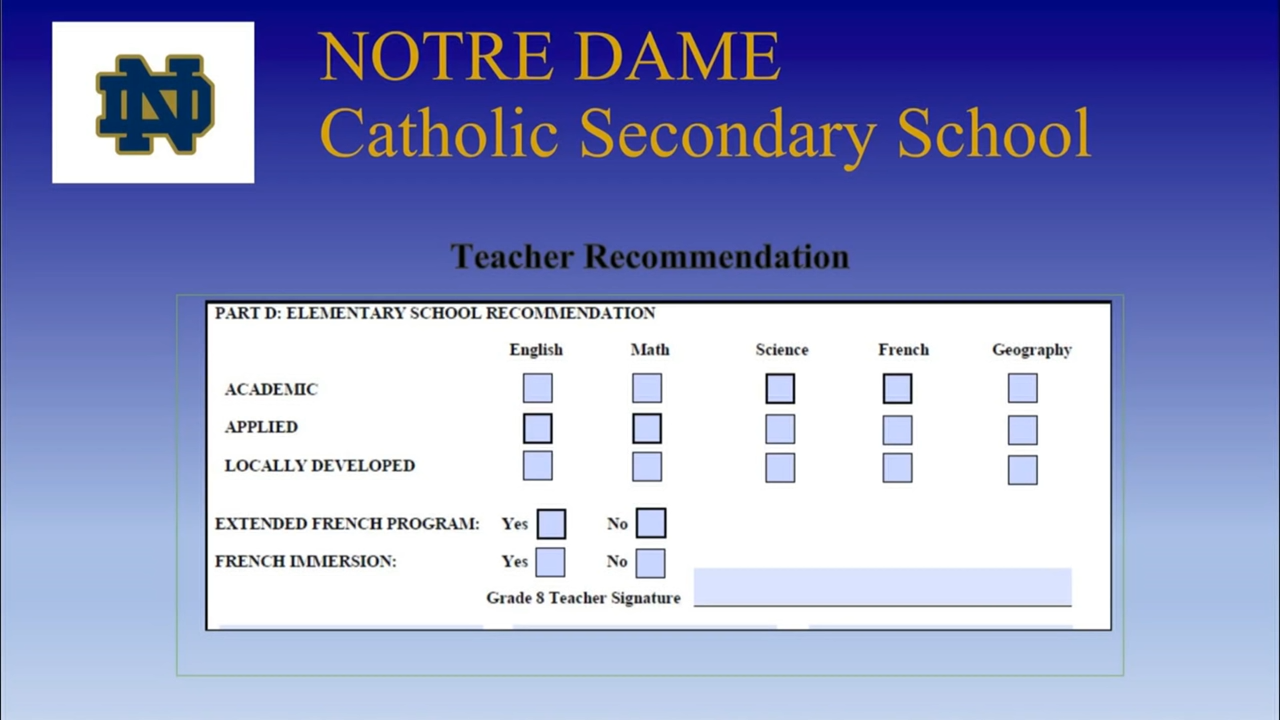 ND
NOTRE DAME
Catholic Secondary School
Teacher Recommendation
PART D: ELEMENTARY SCHOOL RECOMMENDATION
English Math Science French Geography
ACADEMIC
APPLIED
LOCALLY DEVELOPED
EXTENDED FRENCH PROGRAM: Yes No
FRENCH IMMERSION: Yes No
Grade 8 Teacher Signature